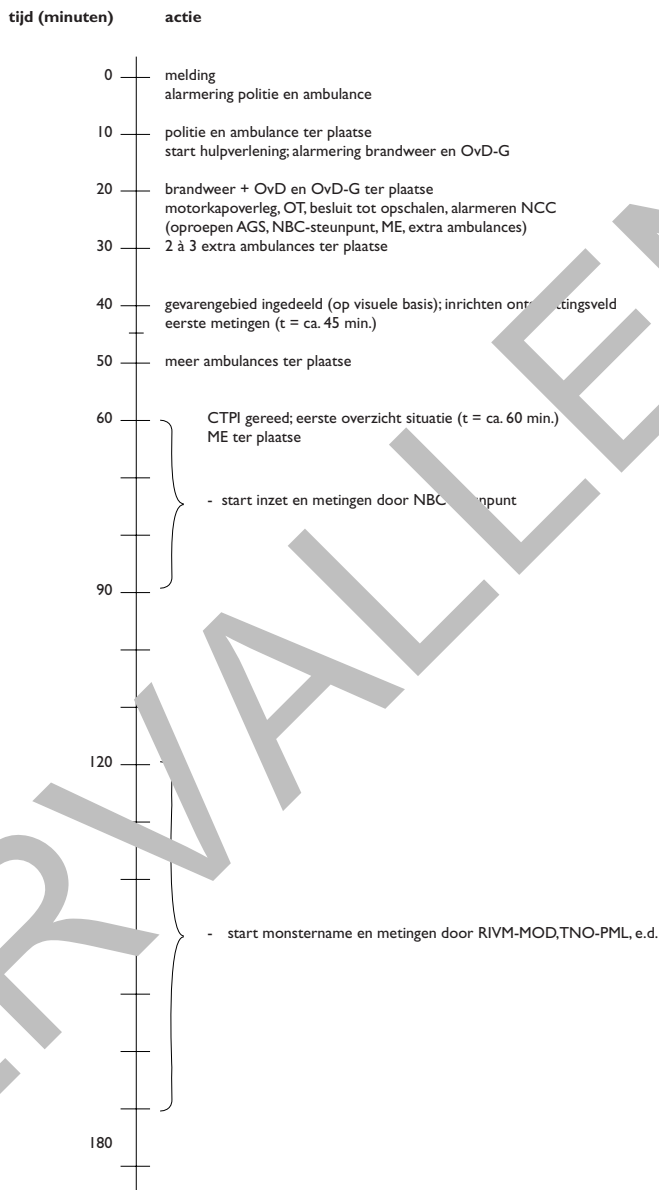 tijd (minuten) actie
0 melding
alarmering politie en ambulance
10 politie en ambulance ter plaatse
start hulpverlening; alarmering brandweer en OvD-G
20 brandweer + OvD en OvD-G ter plaatse
motorkapoverleg, OT, besluit tot opschalen, alarmeren NCC
(oproepen AGS, NBC-steunpunt, ME, extra ambulances)
30 2 à 3 extra ambulances ter plaatse
40 gevarengebied ingedeeld (op visuele basis); inrichten
eerste metingen (t = ca. 45 min.)
50 meer ambulances ter plaatse
60 CTPI gereed; eerste overzicht situatie (t = ca. 60 min.)
ME ter plaatse
- start inzet en metingen door NBC
90
120
- start monstername en metingen door RIVM-MOD, TNO-PML, e.d.
180